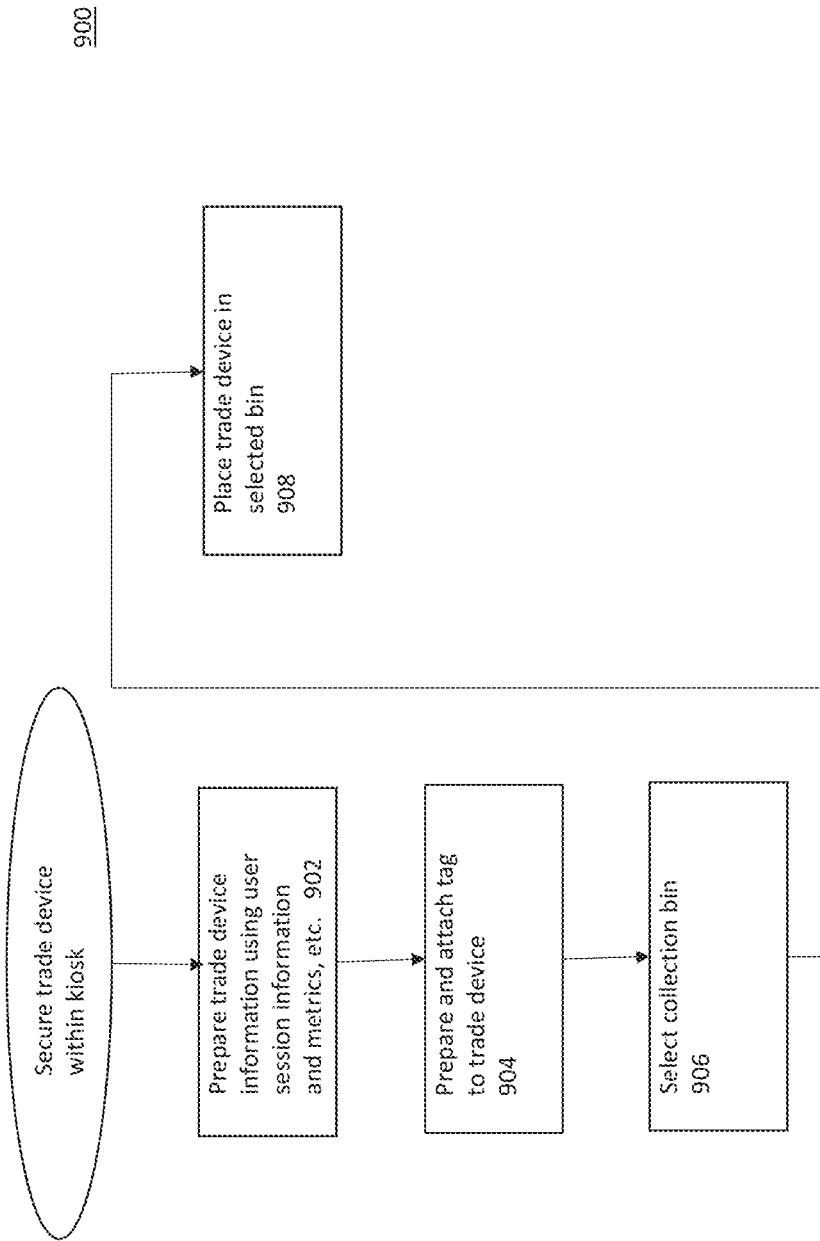 900
Secure trade device
within kiosk
Prepare trade device
information using user
session information
and metrics, etc. 902
Prepare and attach tag
to trade device
904
Select collection bin
906
Place trade device in
selected bin
908